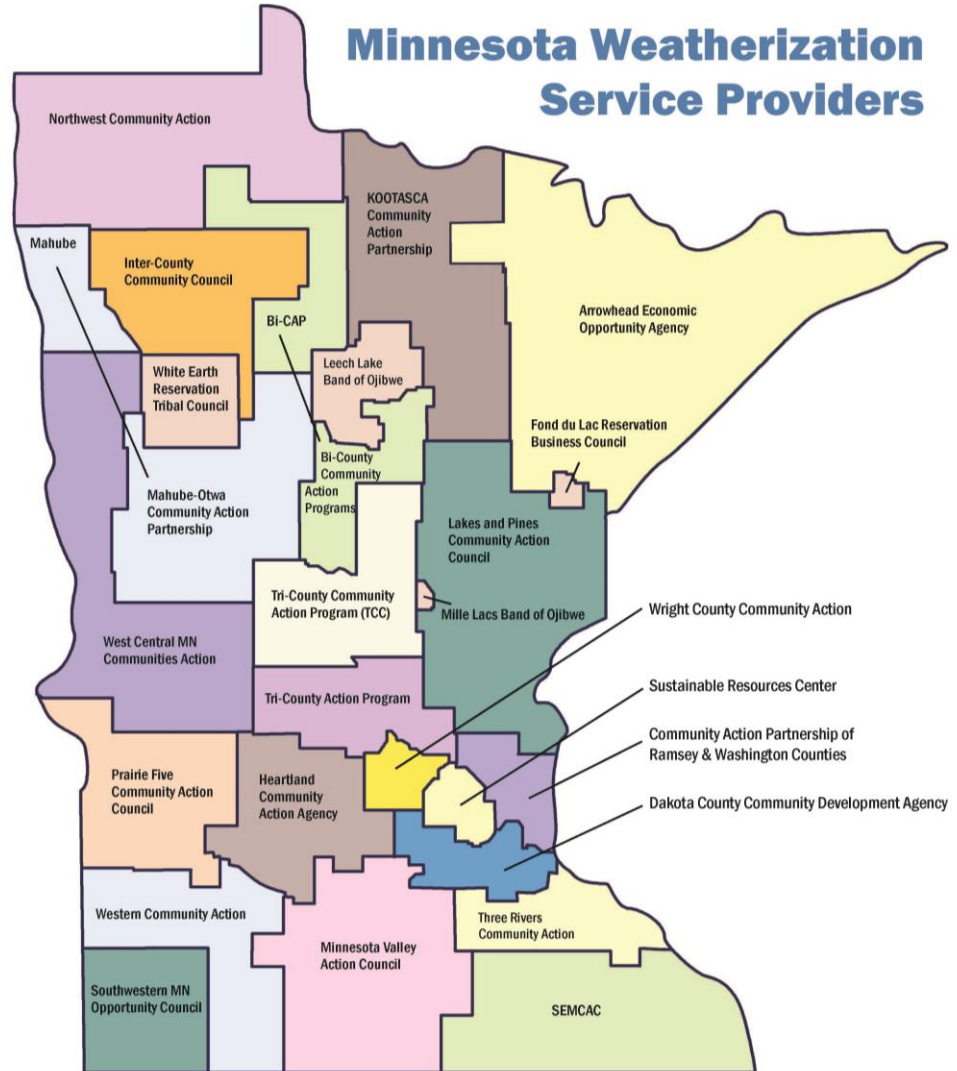 Minnesota Weatherization
Service Providers
Northwest Community Action
KOOTASCA
Community
Action
Partnership
Mahube
Inter-County
Community Council
Bi-CAP
Arrowhead Economic
Opportunity Agency
White Earth
Reservation
Tribal Council
Leech Lake
Band of Ojibwe
Fond du Lac Reservation
Business Council
Bi-County
Community
Action
Programs
Mahube-Otwa
Community Action
Partnership
Lakes and Pines
Community Action
Council
Tri-County Community
Action Program (TCC)
Mille Lacs Band of Ojibwe
Wright County Community Action
West Central MN
Communities Action
Sustainable Resources Center
Tri-County Action Program
Community Action Partnership of
Ramsey & Washington Counties
Prairie Five
Community Action
Council
Heartland
Community
Action Agency
Dakota County Community Development Agency
Western Community Action
Three Rivers
Community Action
Minnesota Valley
Action Council
Southwestern MN
Opportunity Council
SEMCAC